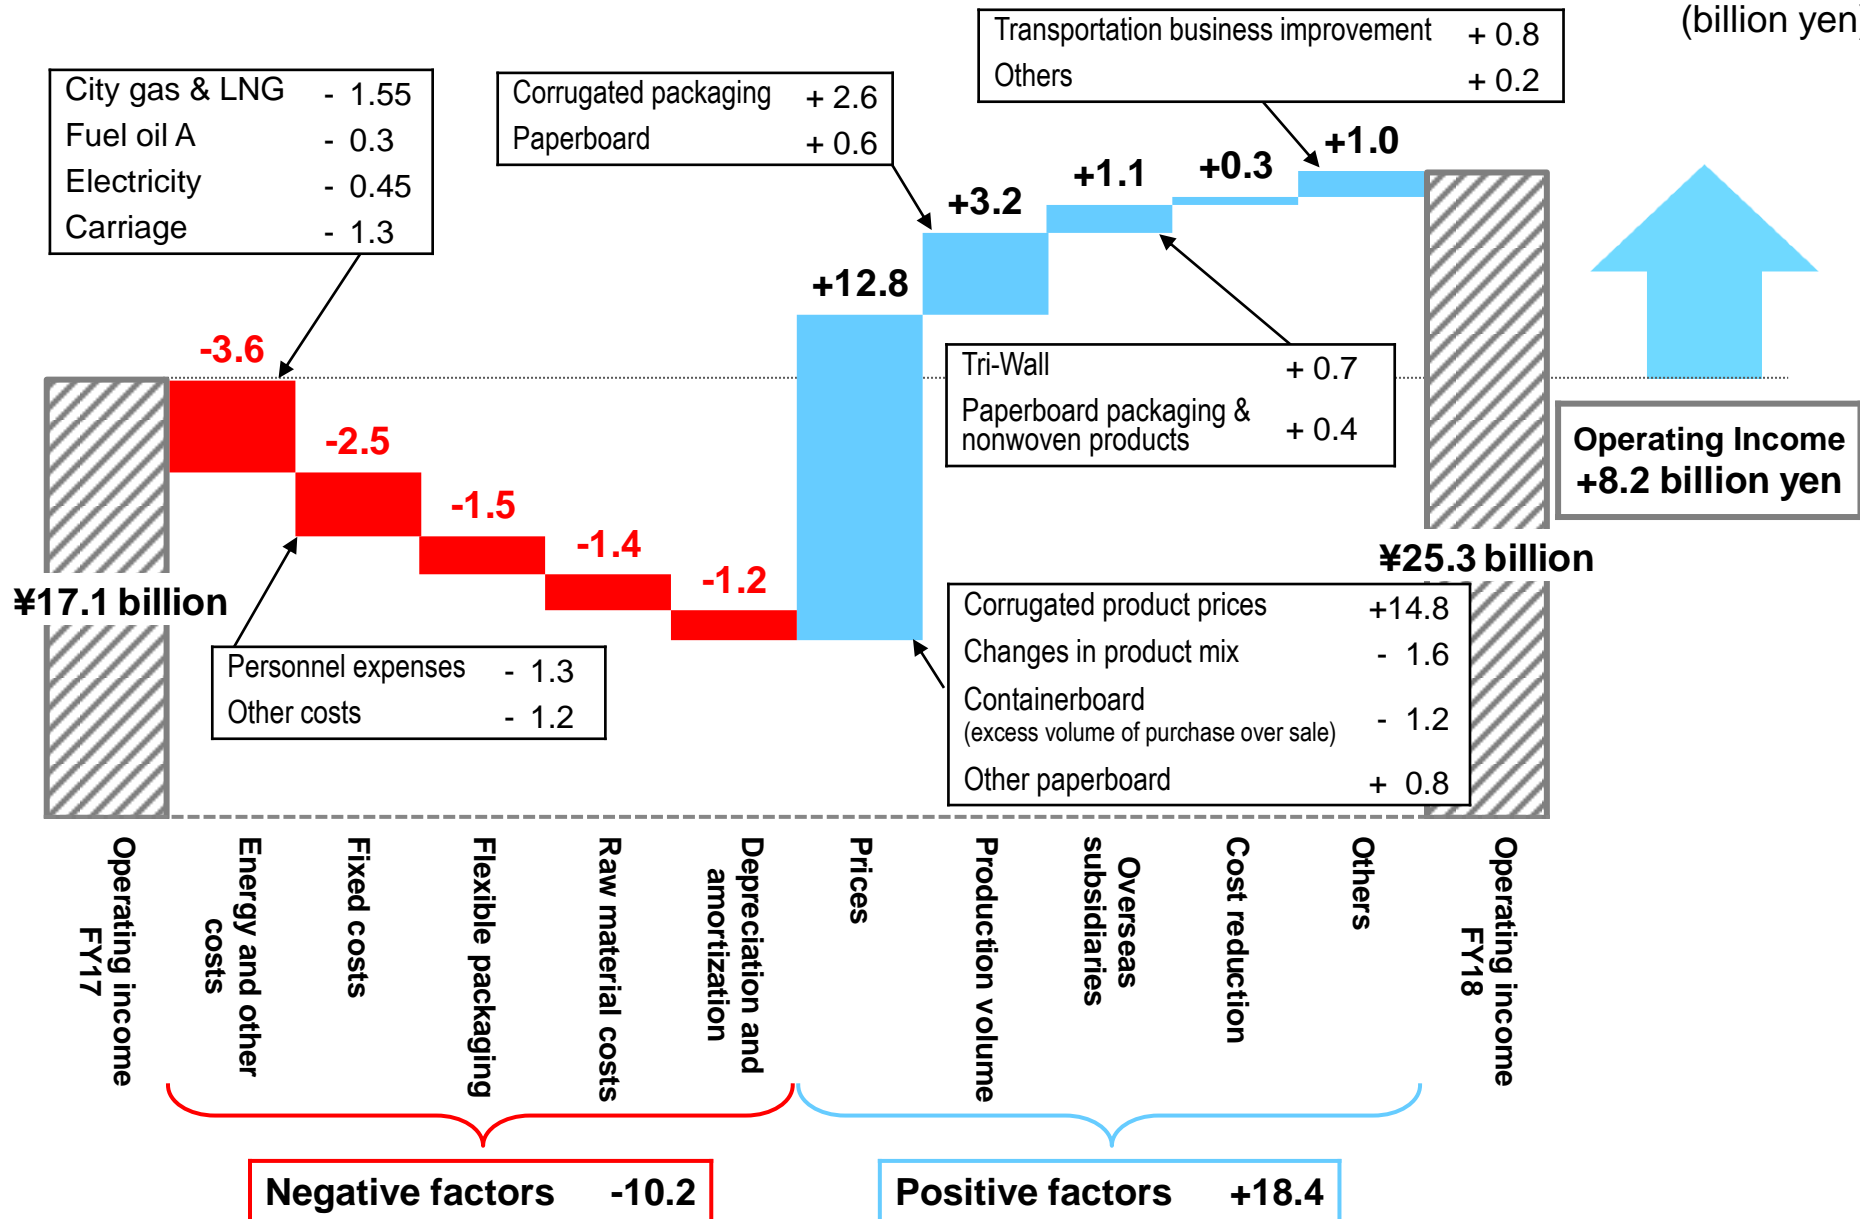 (billion yen)
Transportation business improvement + 0.8
Others + 0.2
City gas & LNG - 1.55
Fuel oil A - 0.3
Electricity - 0.45
Carriage - 1.3
Corrugated packaging + 2.6
Paperboard + 0.6
+1.0
+0.3
+1.1
+3.2
+12.8
-3.6
-2.5
-1.5
-1.4
-1.2
Tri-Wall + 0.7
Paperboard packaging &
nonwoven products + 0.4
Operating Income
+8.2 billion yen
¥17.1 billion
¥25.3 billion
Personnel expenses - 1.3
Other costs - 1.2
Corrugated product prices +14.8
Changes in product mix - 1.6
Containerboard
(excess volume of purchase over sale) - 1.2
Other paperboard + 0.8
Operating income
FY17
Energy and other
costs
Fixed costs
Flexible packaging
Raw material costs
Depreciation and
amortization
Prices
Production volume
Overseas
subsidiaries
Cost reduction
Others
Operating income
FY18
Negative factors -10.2
Positive factors +18.4